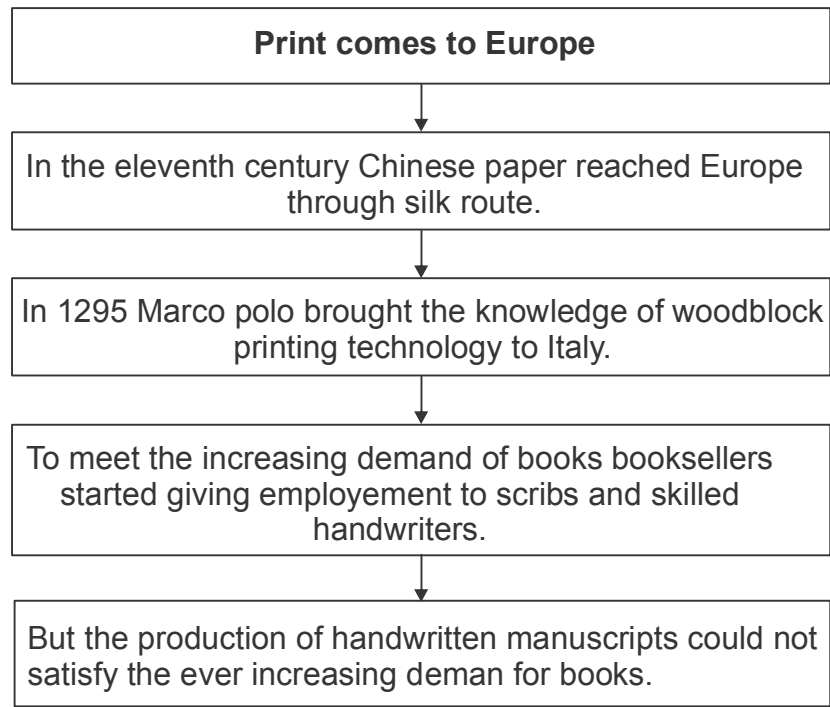 Print comes to Europe
In the eleventh century Chinese paper reached Europe
through silk route.
In 1295 Marco polo brought the knowledge of woodblock
printing technology to Italy.
To meet the increasing demand of books booksellers
started giving employement to scribs and skilled
handwriters.
But the production of handwritten manuscripts could not
satisfy the ever increasing deman for books.